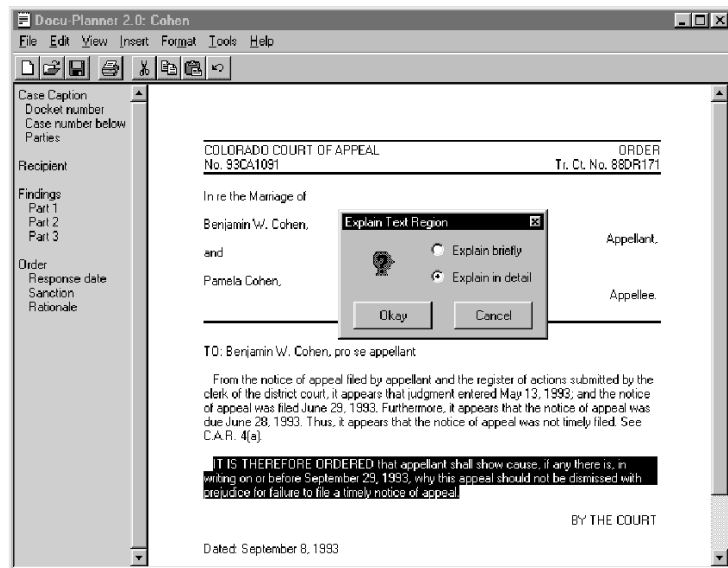 Docu-Planner 2.0: Cohen
File Edit View Insert Format Tools Help
Case Caption
Docket number
Case number below
Parties
Recipient
Findings
Part 1
Part 2
Part 3
Order
Response date
Sanction
Rationale
COLORADO COURT OF APPEAL ORDER
No. 93CA1091 Tr. Ct. No. 88DR171
In re the Marriage of
Benjamin W. Cohen,
Appellant,
and
Pamela Cohen,
Appellee.
Explain Text Region
Explain briefly
Explain in detail
Okay Cancel
TO: Benjamin W. Cohen, pro se appellant
From the notice of appeal filed by appellant and the register of actions submitted by the
clerk of the district court, it appears that judgment entered May 13, 1993; and the notice
of appeal was filed June 29, 1993. Furthermore, it appears that the notice of appeal was
due June 28, 1993. Thus, it appears that the notice of appeal was not timely filed. See
C.A.R. 4(a).
IT IS THEREFORE ORDERED that appellant shall show cause, if any there is, in
writing on or before September 29, 1993, why this appeal should not be dismissed with
prejudice for failure to file a timely notice of appeal.
BY THE COURT
Dated: September 8, 1993